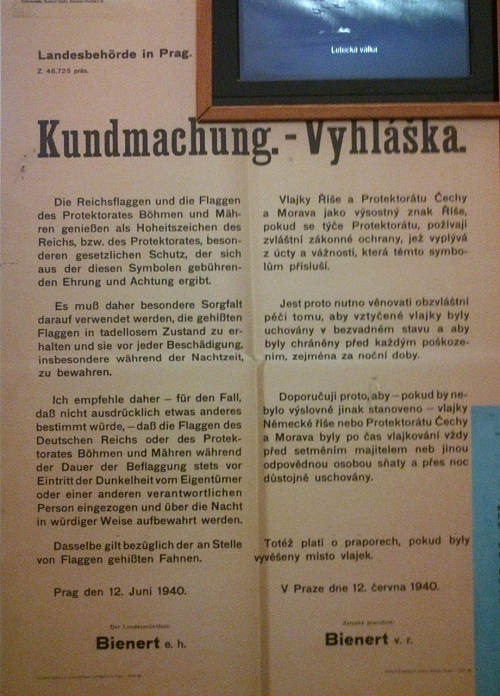 Letecká válka
Landesbehörde in Prag.
Z. 46.725 präs.
Kundmachung. - Vyhláška.
Die Reichsflaggen und die Flaggen
des Protektorates Böhmen und Mäh-
ren genießen als Hoheitszeichen des
Reichs, bzw. des Protektorates, beson-
deren gesetzlichen Schutz, der sich
aus der diesen Symbolen gebühren-
den Ehrung und Achtung ergibt.
Es muß daher besondere Sorgfalt
darauf verwendet werden, die gehißten
Flaggen in tadellosem Zustand zu er-
halten und sie vor jeder Beschädigung,
insbesondere während der Nachtzeit,
zu bewahren.
Ich empfehle daher – für den Fall,
daß nicht ausdrücklich etwas anderes
bestimmt würde, – daß die Flaggen des
Deutschen Reichs oder des Protek-
torates Böhmen und Mähren während
der Dauer der Beflaggung stets vor
Eintritt der Dunkelheit vom Eigentümer
oder einer anderen verantwortlichen
Person eingezogen und über die Nacht
in würdiger Weise aufbewahrt werden.
Dasselbe gilt bezüglich der an Stelle
von Flaggen gehißten Fahnen.
Prag den 12. Juni 1940.
Der Landesvizepräsident:
Bienert e. h.
Vlajky Říše a Protektorátu Čechy
a Morava jako výsostný znak Říše,
pokud se týče Protektorátu, požívají
zvláštní zákonné ochrany, jež vyplývá
z úcty a vážnosti, která těmto symbo-
lům přísluší.
Jest proto nutno věnovati obzvláštní
péči tomu, aby vztyčené vlajky byly
uchovány v bezvadném stavu a aby
byly chráněny před každým poškoze-
ním, zejména za noční doby.
Doporučuji proto, aby – pokud by ne-
bylo výslovně jinak stanoveno – vlajky
Německé říše nebo Protektorátu Čechy
a Morava byly po čas vlajkování vždy
před setměním majitelem neb jinou
odpovědnou osobou sňaty a přes noc
důstojně uschovány.
Totéž platí o praporech, pokud byly
vyvěšeny místo vlajek.
V Praze dne 12. června 1940.
Bienert v. r.